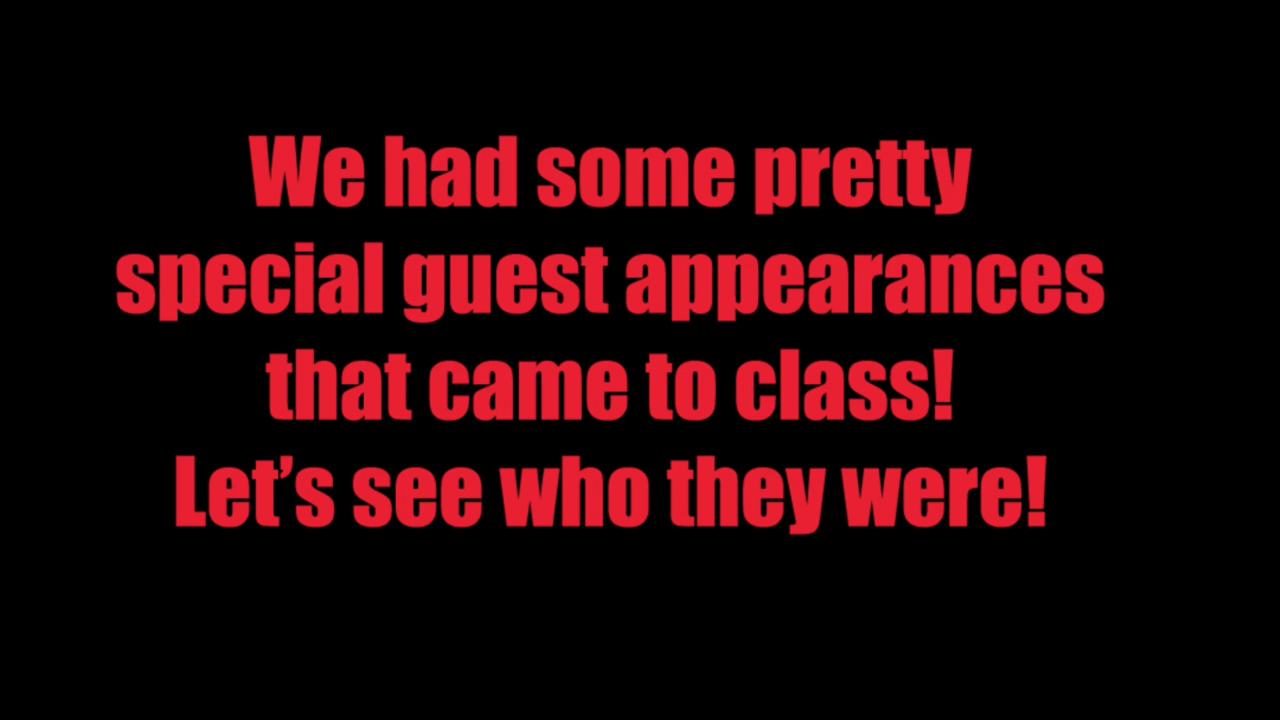 We had some pretty
special guest appearances
that came to class!
Let’s see who they were!